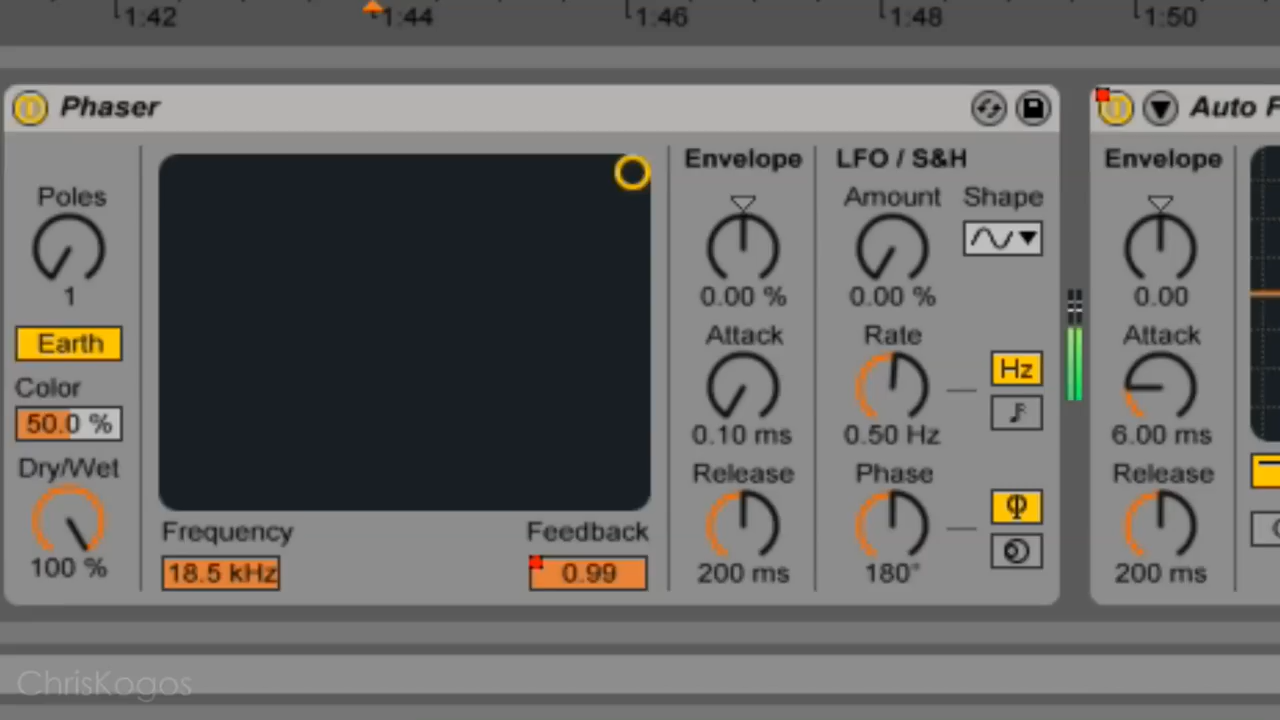 1:42
1:44
1:46
1:48
1:50
Phaser
Poles
1
Earth
Color
50.0 %
Dry/Wet
100 %
Frequency
18.5 kHz
Feedback
0.99
Envelope
0.00 %
Attack
0.10 ms
Release
200 ms
LFO / S&H
Amount
0.00 %
Shape
Rate
0.50 Hz
Hz
Phase
180°
Auto F
Envelope
0.00
Attack
6.00 ms
Release
200 ms
ChrisKogos